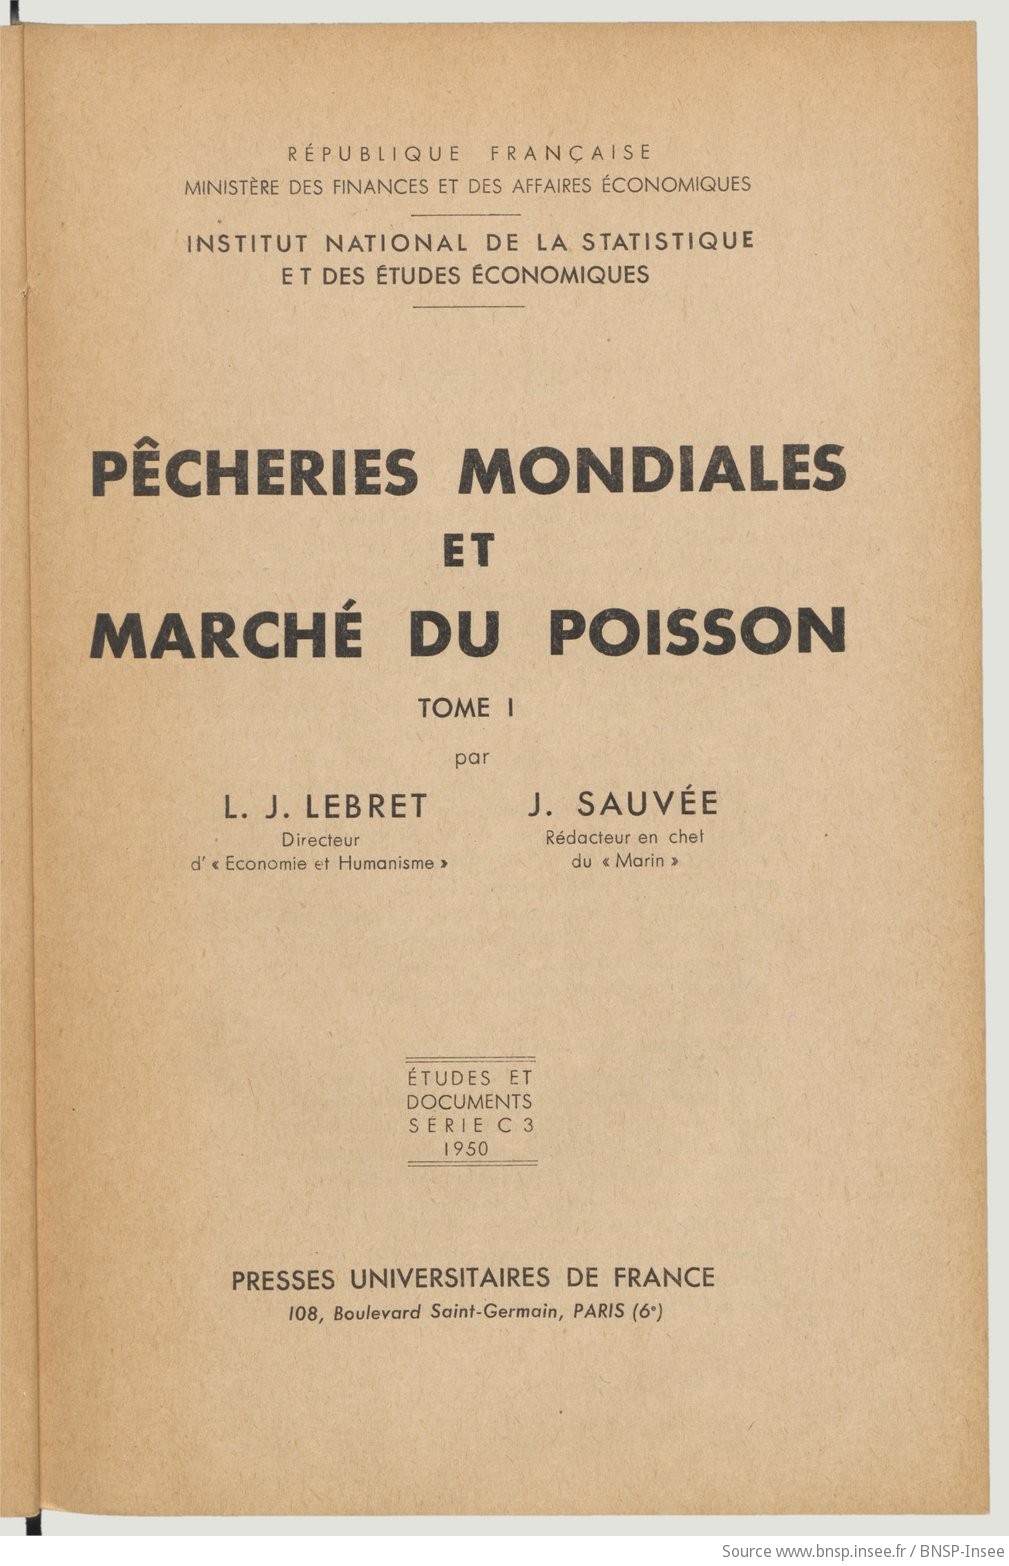 RÉPUBLIQUE FRANÇAISE
MINISTÈRE DES FINANCES ET DES AFFAIRES ÉCONOMIQUES
INSTITUT NATIONAL DE LA STATISTIQUE
ET DES ÉTUDES ÉCONOMIQUES
PÊCHERIES MONDIALES
ET
MARCHÉ DU POISSON
TOME I
par
L. J. LEBRET
Directeur
d' « Economie et Humanisme »
J. SAUVÉE
Rédacteur en chef
du « Marin »
ÉTUDES ET
DOCUMENTS
SÉRIE C 3
1950
PRESSES UNIVERSITAIRES DE FRANCE
108, Boulevard Saint-Germain, PARIS (6e)
Source www.bnsp.insee.fr / BNSP-Insee